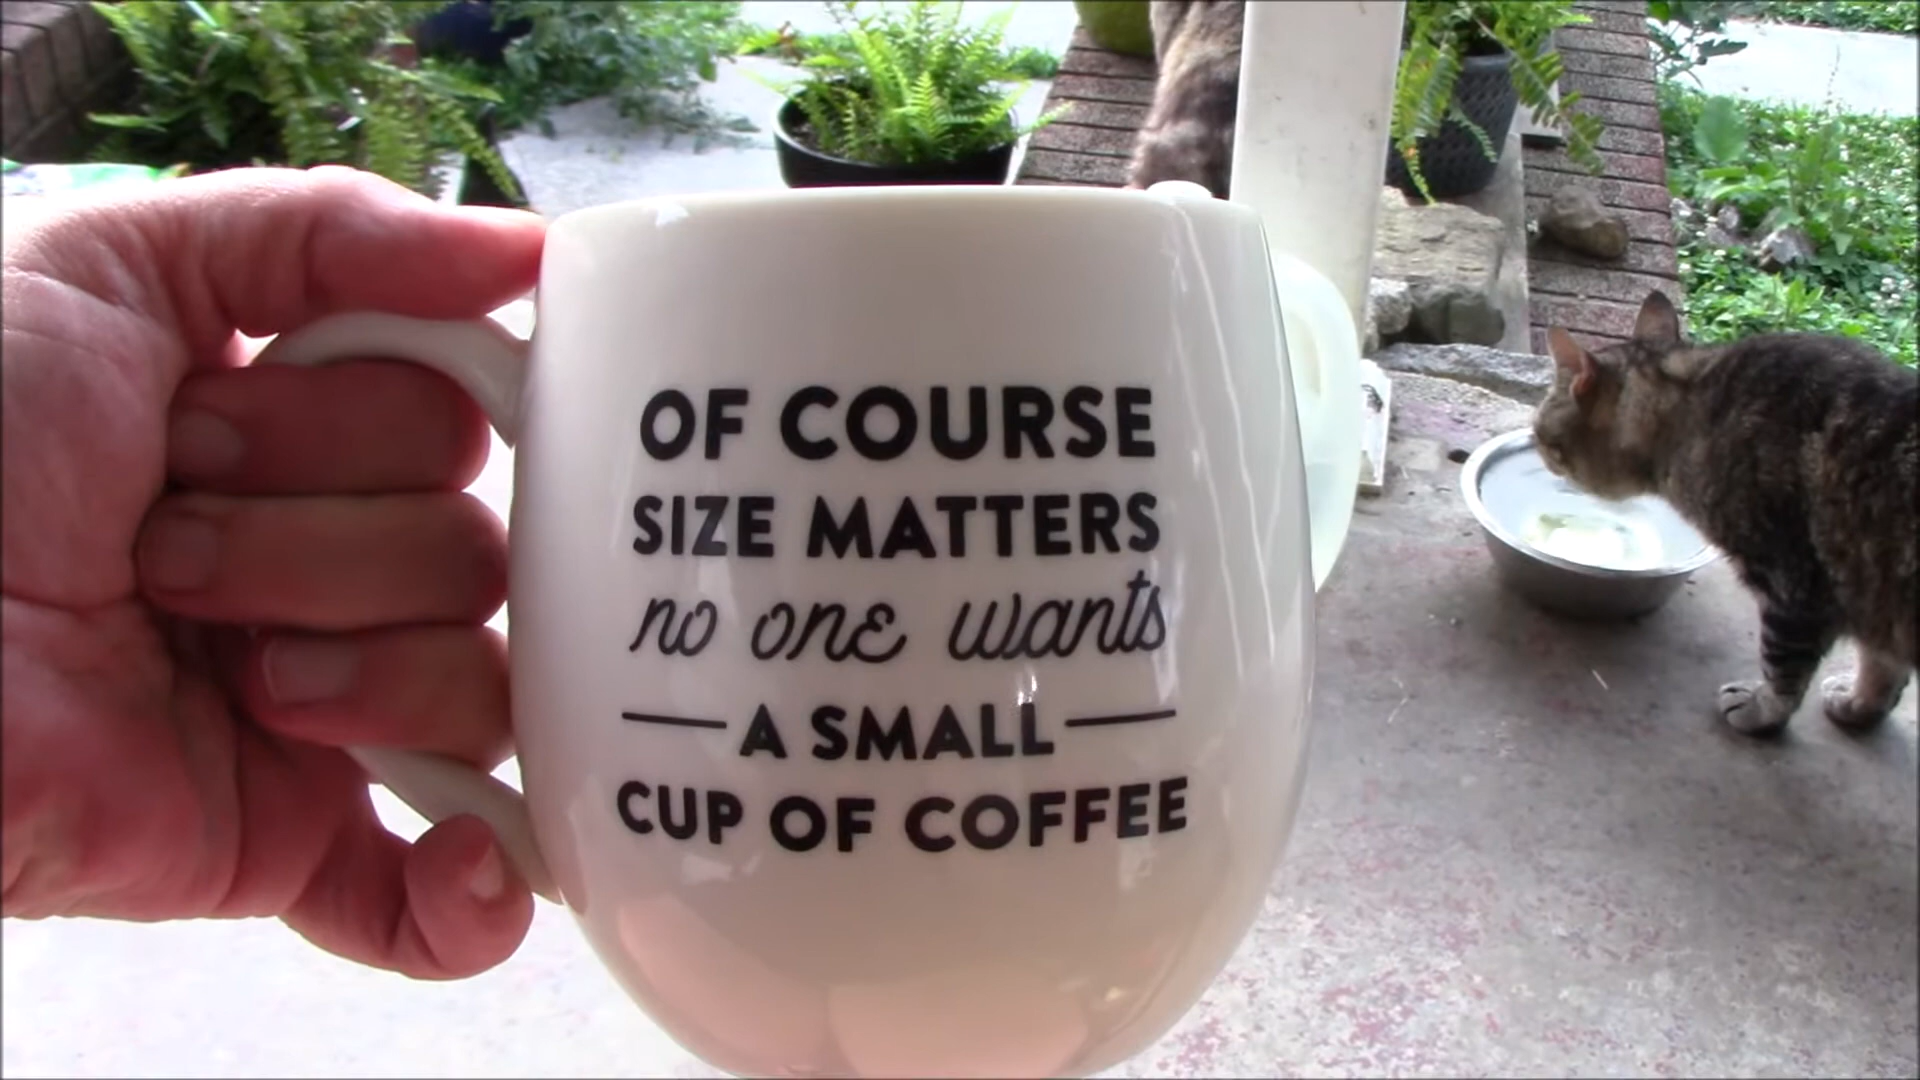 OF COURSE
SIZE MATTERS
no one wants
A SMALL
CUP OF COFFEE